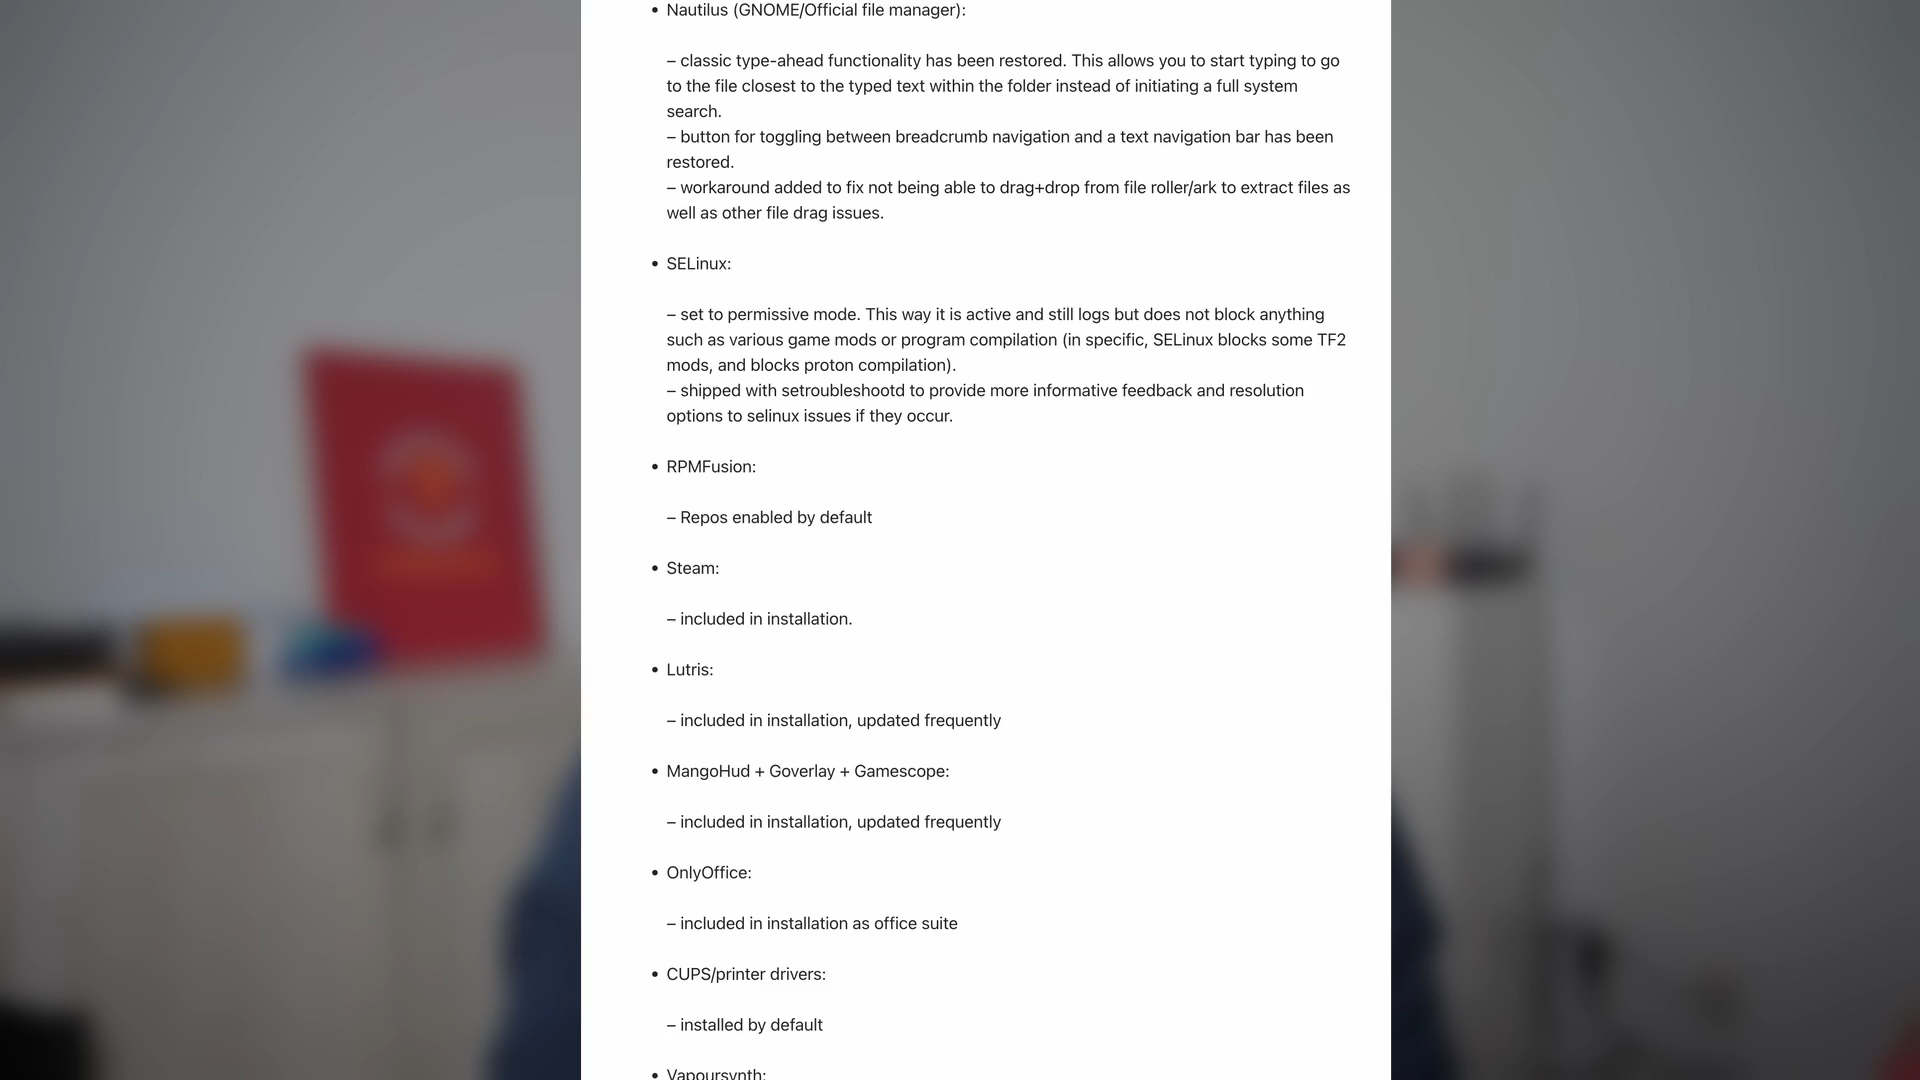 • Nautilus (GNOME/Official file manager):
– classic type-ahead functionality has been restored. This allows you to start typing to go
to the file closest to the typed text within the folder instead of initiating a full system
search.
– button for toggling between breadcrumb navigation and a text navigation bar has been
restored.
– workaround added to fix not being able to drag+drop from file roller/ark to extract files as
well as other file drag issues.
• SELinux:
– set to permissive mode. This way it is active and still logs but does not block anything
such as various game mods or program compilation (in specific, SELinux blocks some TF2
mods, and blocks proton compilation).
– shipped with setroubleshootd to provide more informative feedback and resolution
options to selinux issues if they occur.
• RPMFusion:
– Repos enabled by default
• Steam:
– included in installation.
• Lutris:
– included in installation, updated frequently
• MangoHud + Goverlay + Gamescope:
– included in installation, updated frequently
• OnlyOffice:
– included in installation as office suite
• CUPS/printer drivers:
– installed by default
• Vapoursynth: